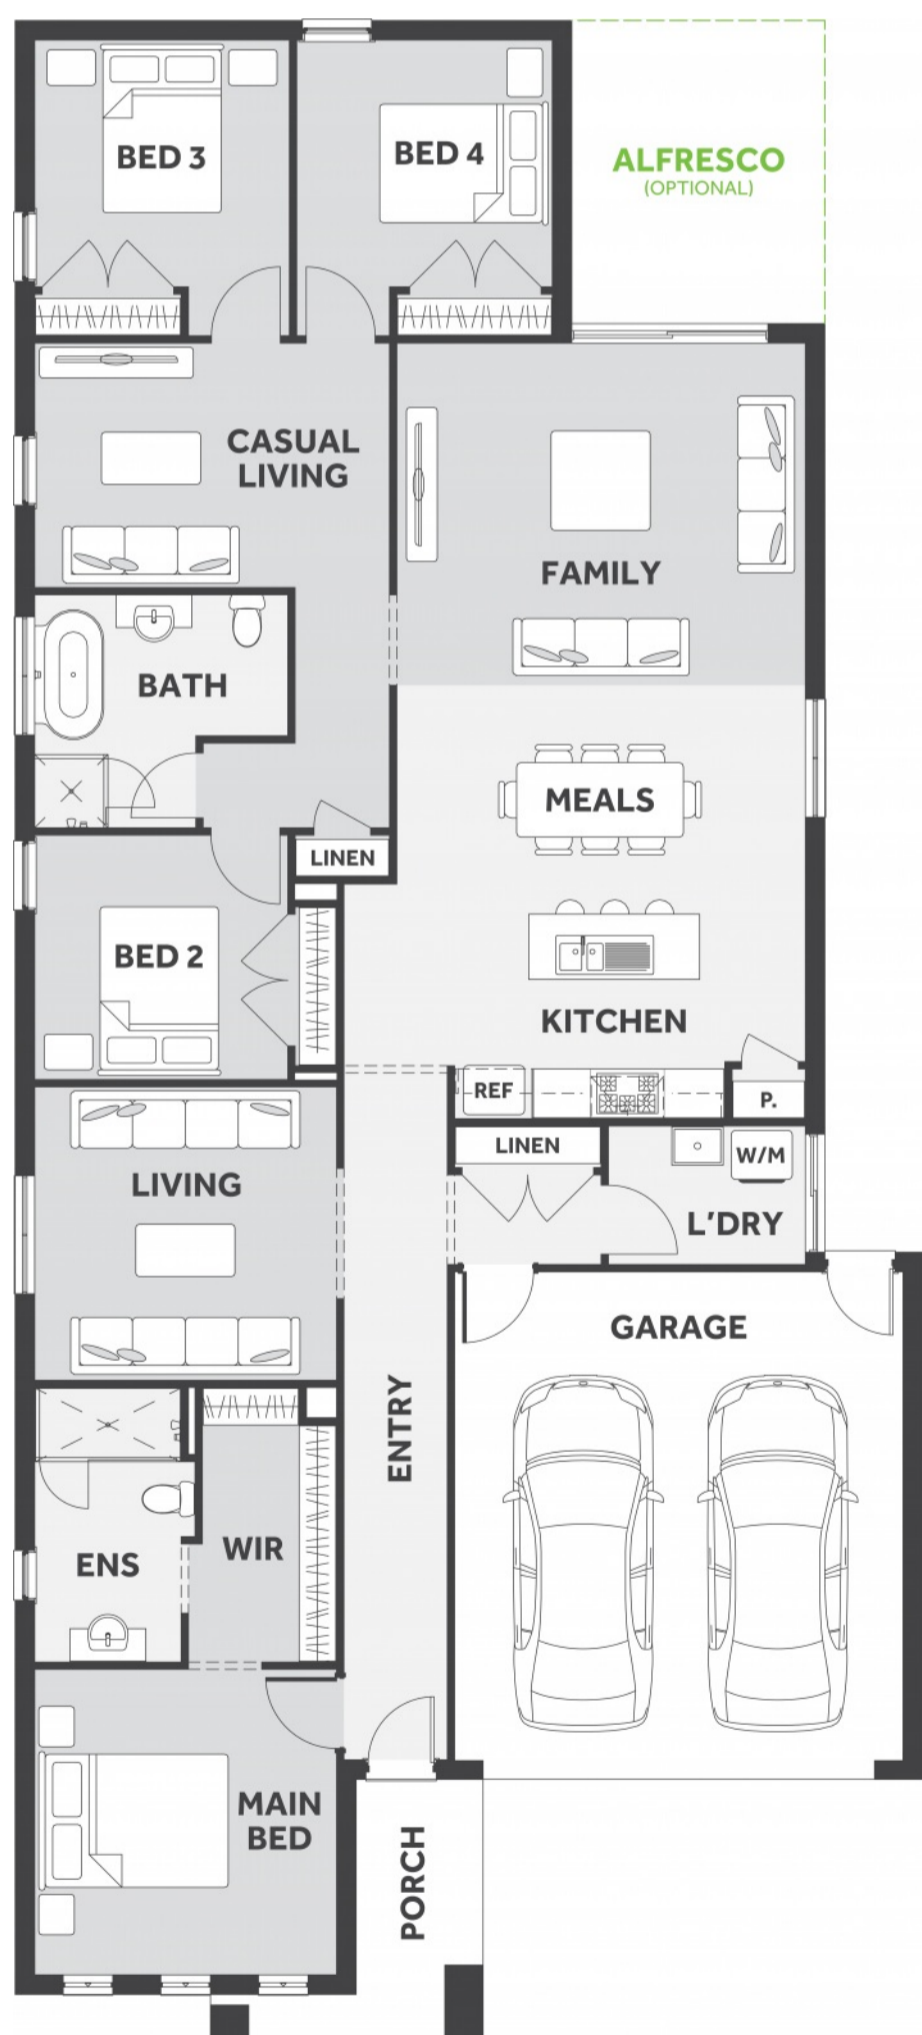 BED 3
BED 4
ALFRESCO
(OPTIONAL)
CASUAL
LIVING
FAMILY
BATH
MEALS
LINEN
BED 2
KITCHEN
REF
P.
LINEN
W/M
LIVING
L'DRY
GARAGE
ENTRY
WIR
ENS
MAIN
BED
PORCH